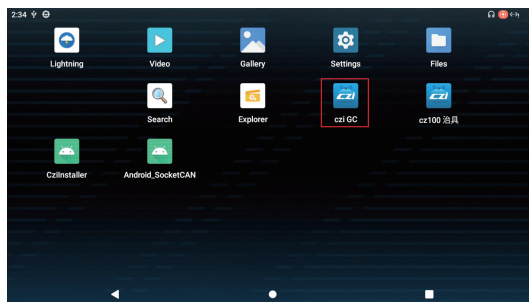 2:34
Lightning
Video
Gallery
Settings
Files
Search
Explorer
czi
czi GC
czi
cz100 治具
CziInstaller
Android_SocketCAN